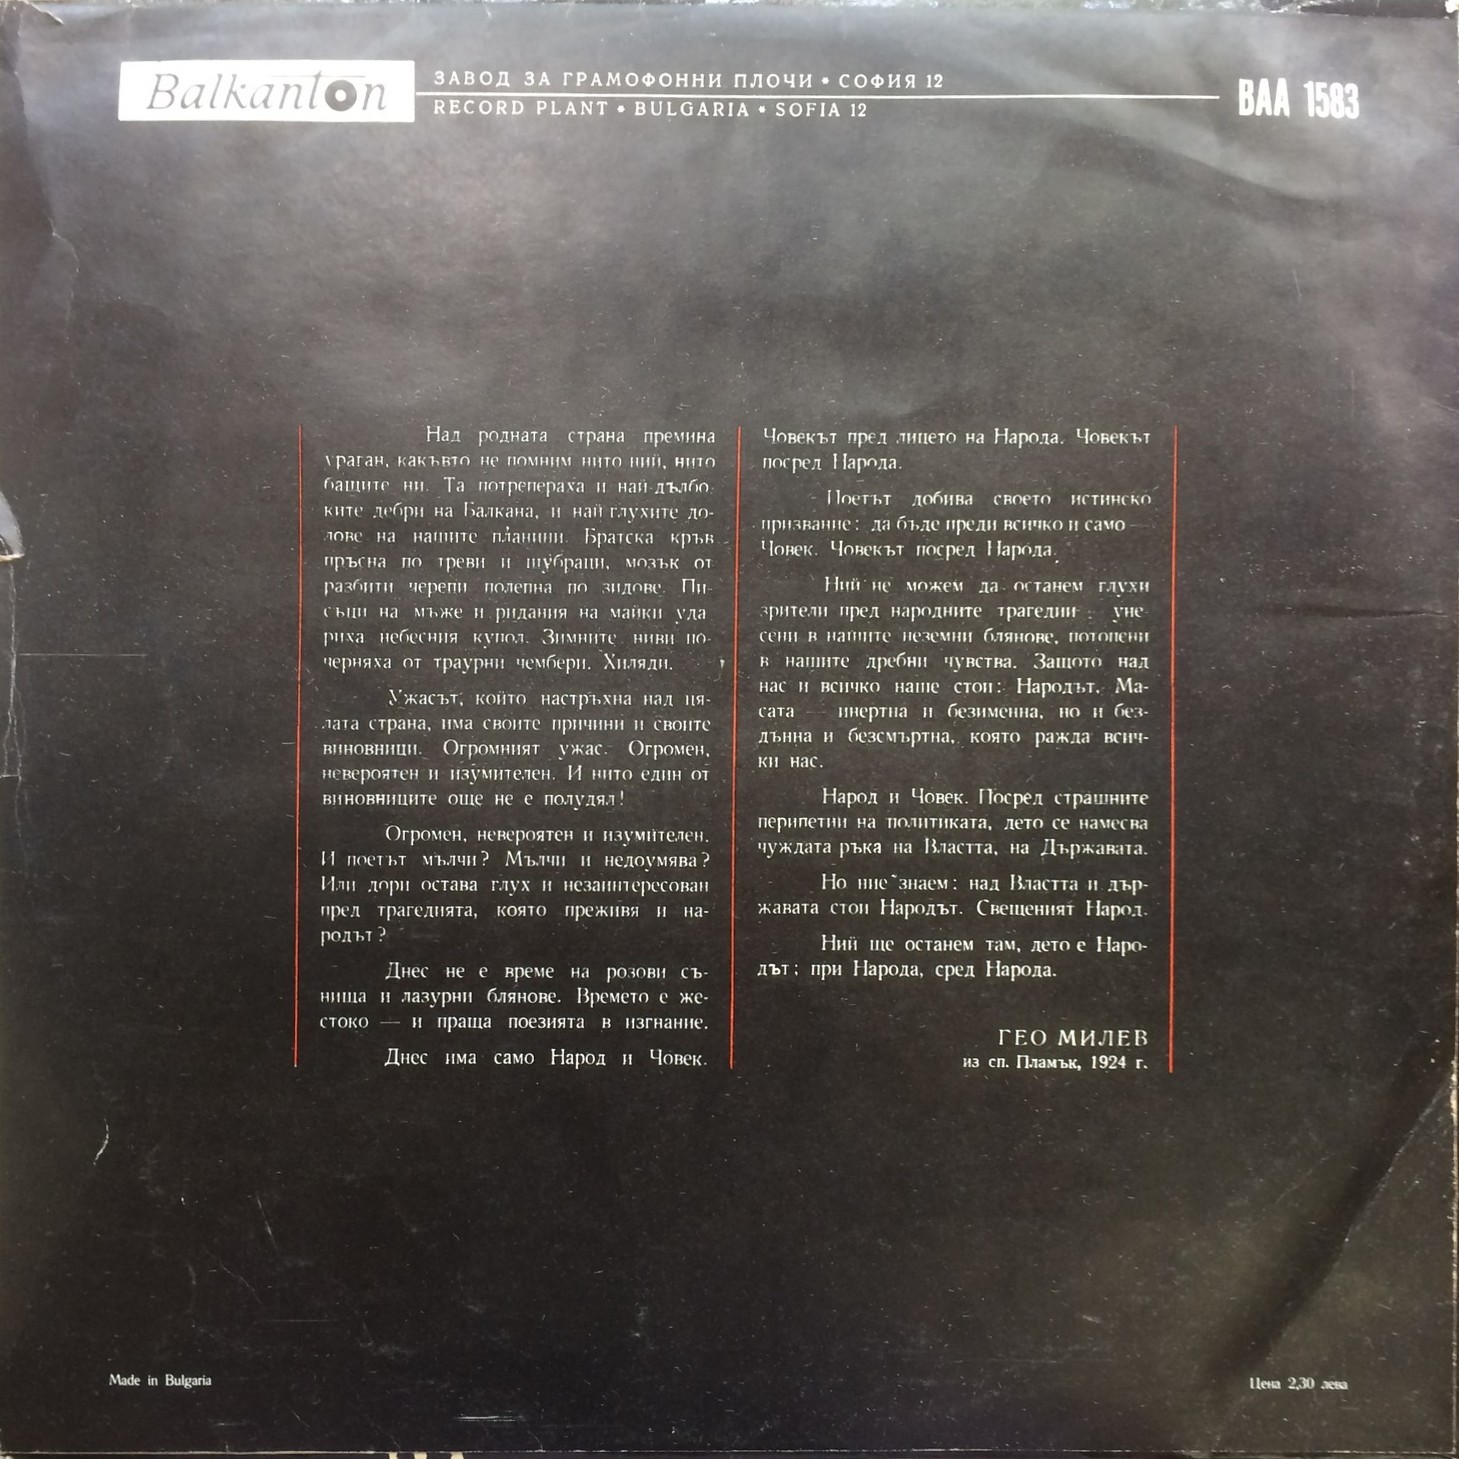 Balkanton
ЗАВОД ЗА ГРАМОФОННИ ПЛОЧИ * СОФИЯ 12
RECORD PLANT * BULGARIA * SOFIA 12
ВАА 1583
Над родната страна премина
ураган, какъвто не помним нито ний, нито
бащите ни. Та потрепераха и най-дълбо-
ките дебри на Балкана, и най-глухите до-
лове на нашите планини. Братска кръв
пръсна по треви и шубраци, мозък от
разбити черепи полепна по зидове. Пи-
съци на мъже и ридания на майки уда-
риха небесния купол. Зимните ниви по-
черняха от траурни чембери. Хиляди.
Ужасът, който настръхна над ця-
лата страна, има своите причини и своите
виновници. Огромният ужас. Огромен,
невероятен и изумителен. И нито един от
виновниците още не е полудял!
Огромен, невероятен и изумителен.
И поетът мълчи? Мълчи и недоумява?
Или дори остава глух и незаинтересован
пред трагедията, която преживя и на-
родът?
Днес не е време на розови съ-
нища и лазурни блянове. Времето е же-
стоко — и праща поезията в изгнание.
Днес има само Народ и Човек.
Човекът пред лицето на Народа. Човекът
посред Народа.
Поетът добива своето истинско
призвание: да бъде преди всичко и само —
Човек. Човекът посред Народа.
Ний не можем да останем глухи
зрители пред народните трагедии: уне-
сени в нашите неземни блянове, потопени
в нашите дребни чувства. Защото над
нас и всичко наше стои: Народът. Ма-
сата — инертна и безименна, но и без-
дънна и безсмъртна, която ражда всич-
ки нас.
Народ и Човек. Посред страшните
перипетии на политиката, дето се намесва
чуждата ръка на Властта, на Държавата.
Но ние знаем: над Властта и дър-
жавата стои Народът. Свещеният Народ.
Ний ще останем там, дето е Наро-
дът: при Народа, сред Народа.
ГЕО МИЛЕВ
из сп. Пламък, 1924 г.
Made in Bulgaria
Цена 2,30 лева